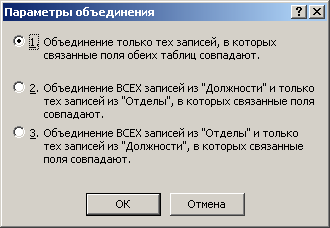 Параметры объединения
1. Объединение только тех записей, в которых
связанные поля обеих таблиц совпадают.
2. Объединение ВСЕХ записей из "Должности" и только
тех записей из "Отделы", в которых связанные поля
совпадают.
3. Объединение ВСЕХ записей из "Отделы" и только
тех записей из "Должности", в которых связанные
поля совпадают.
ОК
Отмена